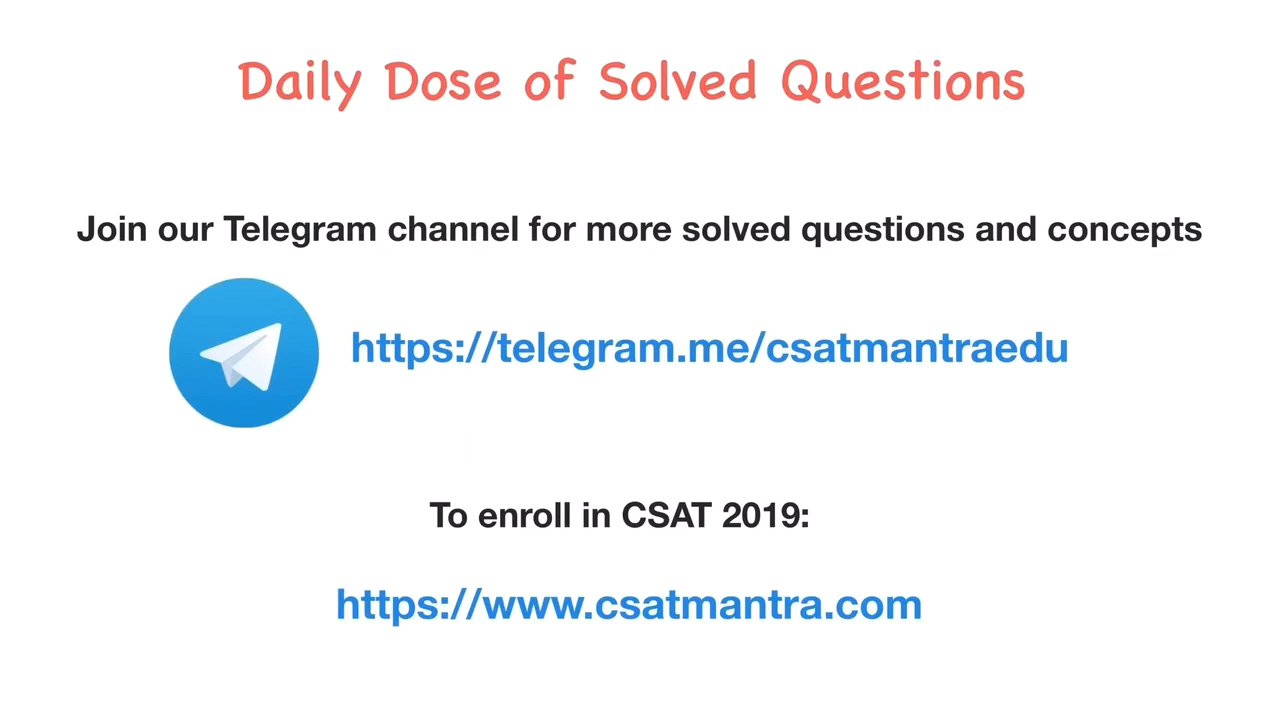 Daily Dose of Solved Questions
Join our Telegram channel for more solved questions and concepts
https://telegram.me/csatmantraedu
To enroll in CSAT 2019:
https://www.csatmantra.com